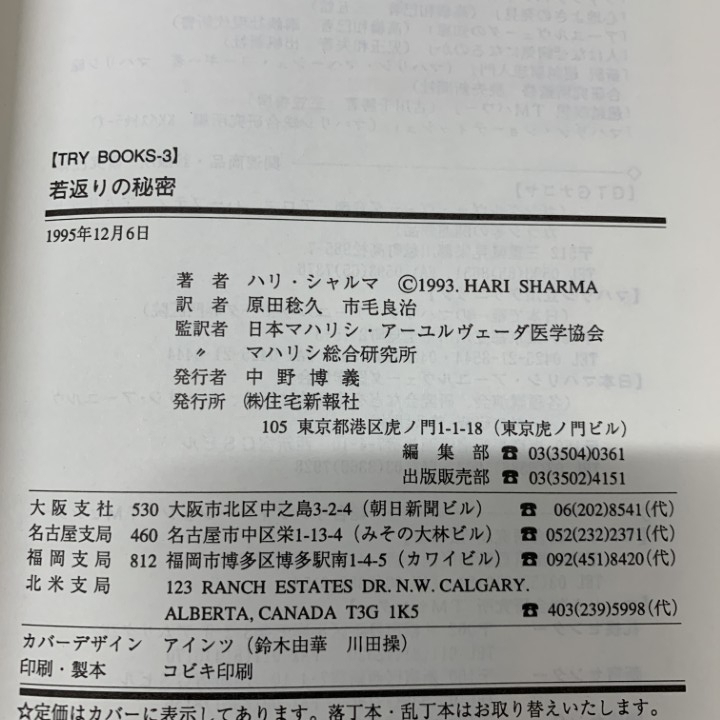 【TRY BOOKS-3】
若返りの秘密
1995年12月6日
著者 ハリ・シャルマ ©1993. HARI SHARMA
訳者 原田稔久 市毛良治
監訳者 日本マハリシ・アーユルヴェーダ医学協会
〃 マハリシ総合研究所
発行者 中野博義
発行所 ㈱住宅新報社
105 東京都港区虎ノ門1-1-18(東京虎ノ門ビル)
編集部 ☎ 03(3504)0361
出版販売部 ☎ 03(3502)4151
大阪支社 530 大阪市北区中之島3-2-4(朝日新聞ビル) ☎ 06(202)8541(代)
名古屋支局 460 名古屋市中区栄1-13-4(みその大林ビル) ☎ 052(232)2371(代)
福岡支局 812 福岡市博多区博多駅南1-4-5(カワイビル) ☎ 092(451)8420(代)
北米支局 123 RANCH ESTATES DR. N.W. CALGARY.
ALBERTA, CANADA T3G 1K5 ☎ 403(239)5998(代)
カバーデザイン アインツ(鈴木由華 川田操)
印刷・製本 コビキ印刷
☆定価はカバーに表示してあります。落丁本・乱丁本はお取り替えいたします。